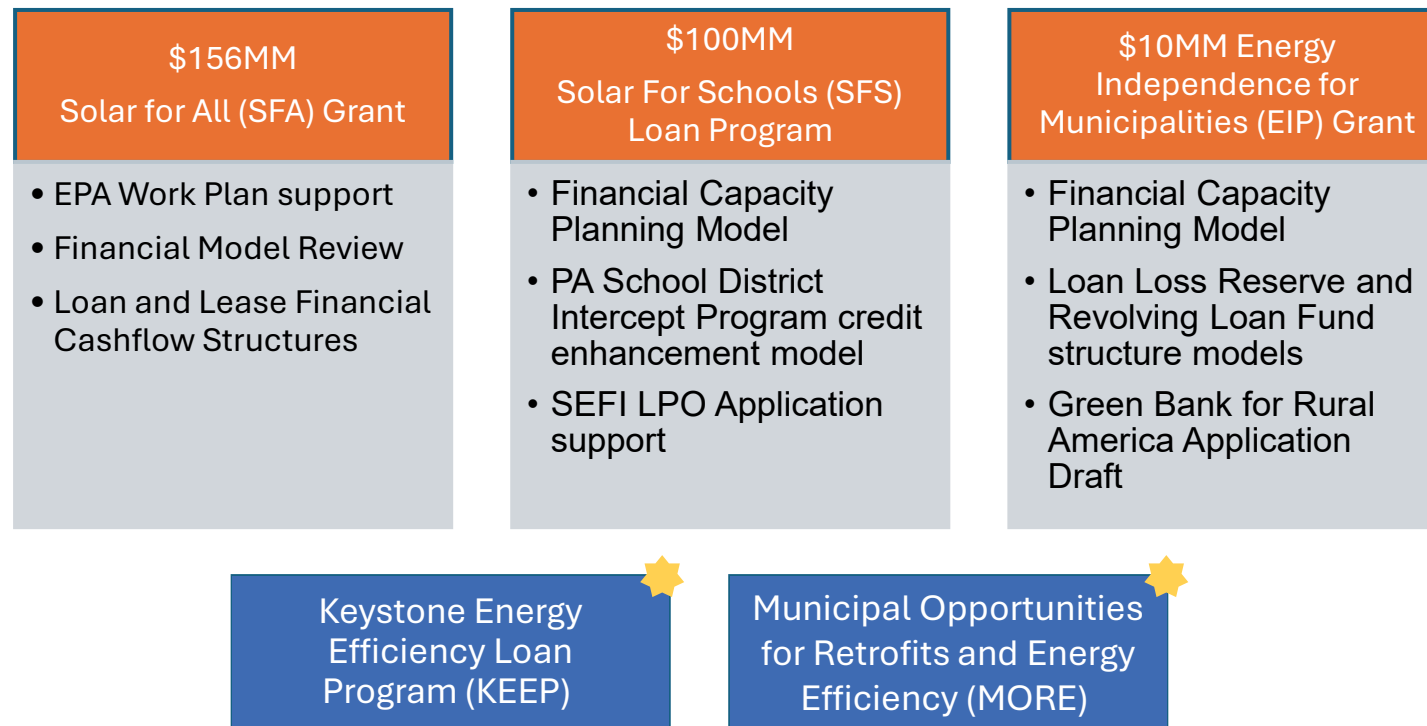 $156MM
Solar for All (SFA) Grant
• EPA Work Plan support
• Financial Model Review
• Loan and Lease Financial
Cashflow Structures
$100MM
Solar For Schools (SFS)
Loan Program
• Financial Capacity
Planning Model
• PA School District
Intercept Program credit
enhancement model
• SEFI LPO Application
support
$10MM Energy
Independence for
Municipalities (EIP) Grant
• Financial Capacity
Planning Model
• Loan Loss Reserve and
Revolving Loan Fund
structure models
• Green Bank for Rural
America Application
Draft
Keystone Energy
Efficiency Loan
Program (KEEP)
Municipal Opportunities
for Retrofits and Energy
Efficiency (MORE)